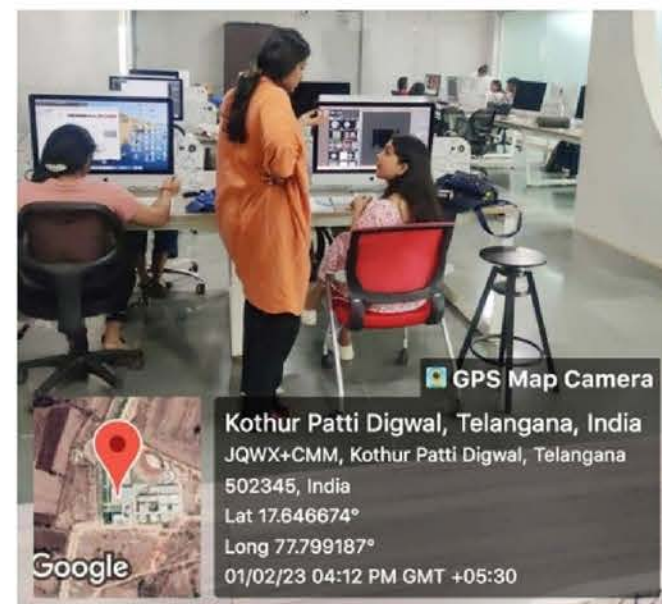 GPS Map Camera
Kothur Patti Digwal, Telangana, India
JQWX+CMM, Kothur Patti Digwal, Telangana
502345, India
Lat 17.646674°
Long 77.799187°
01/02/23 04:12 PM GMT +05:30
Google